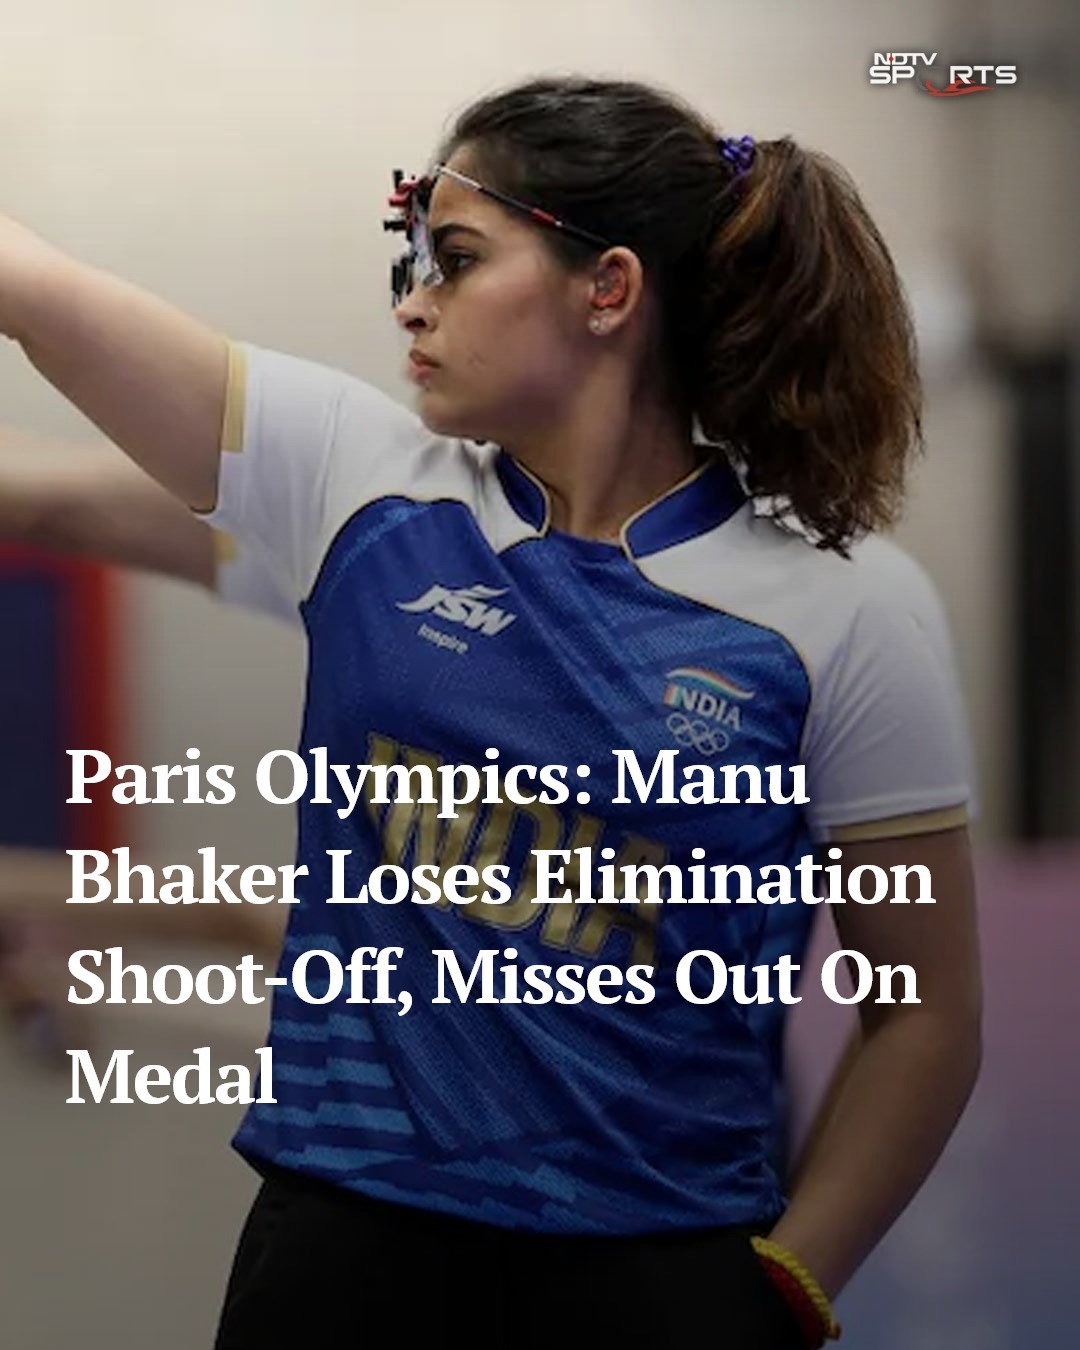 NDTV
SPORTS
JSW
inspire
INDIA
INDIA
Paris Olympics: Manu
Bhaker Loses Elimination
Shoot-Off, Misses Out On
Medal